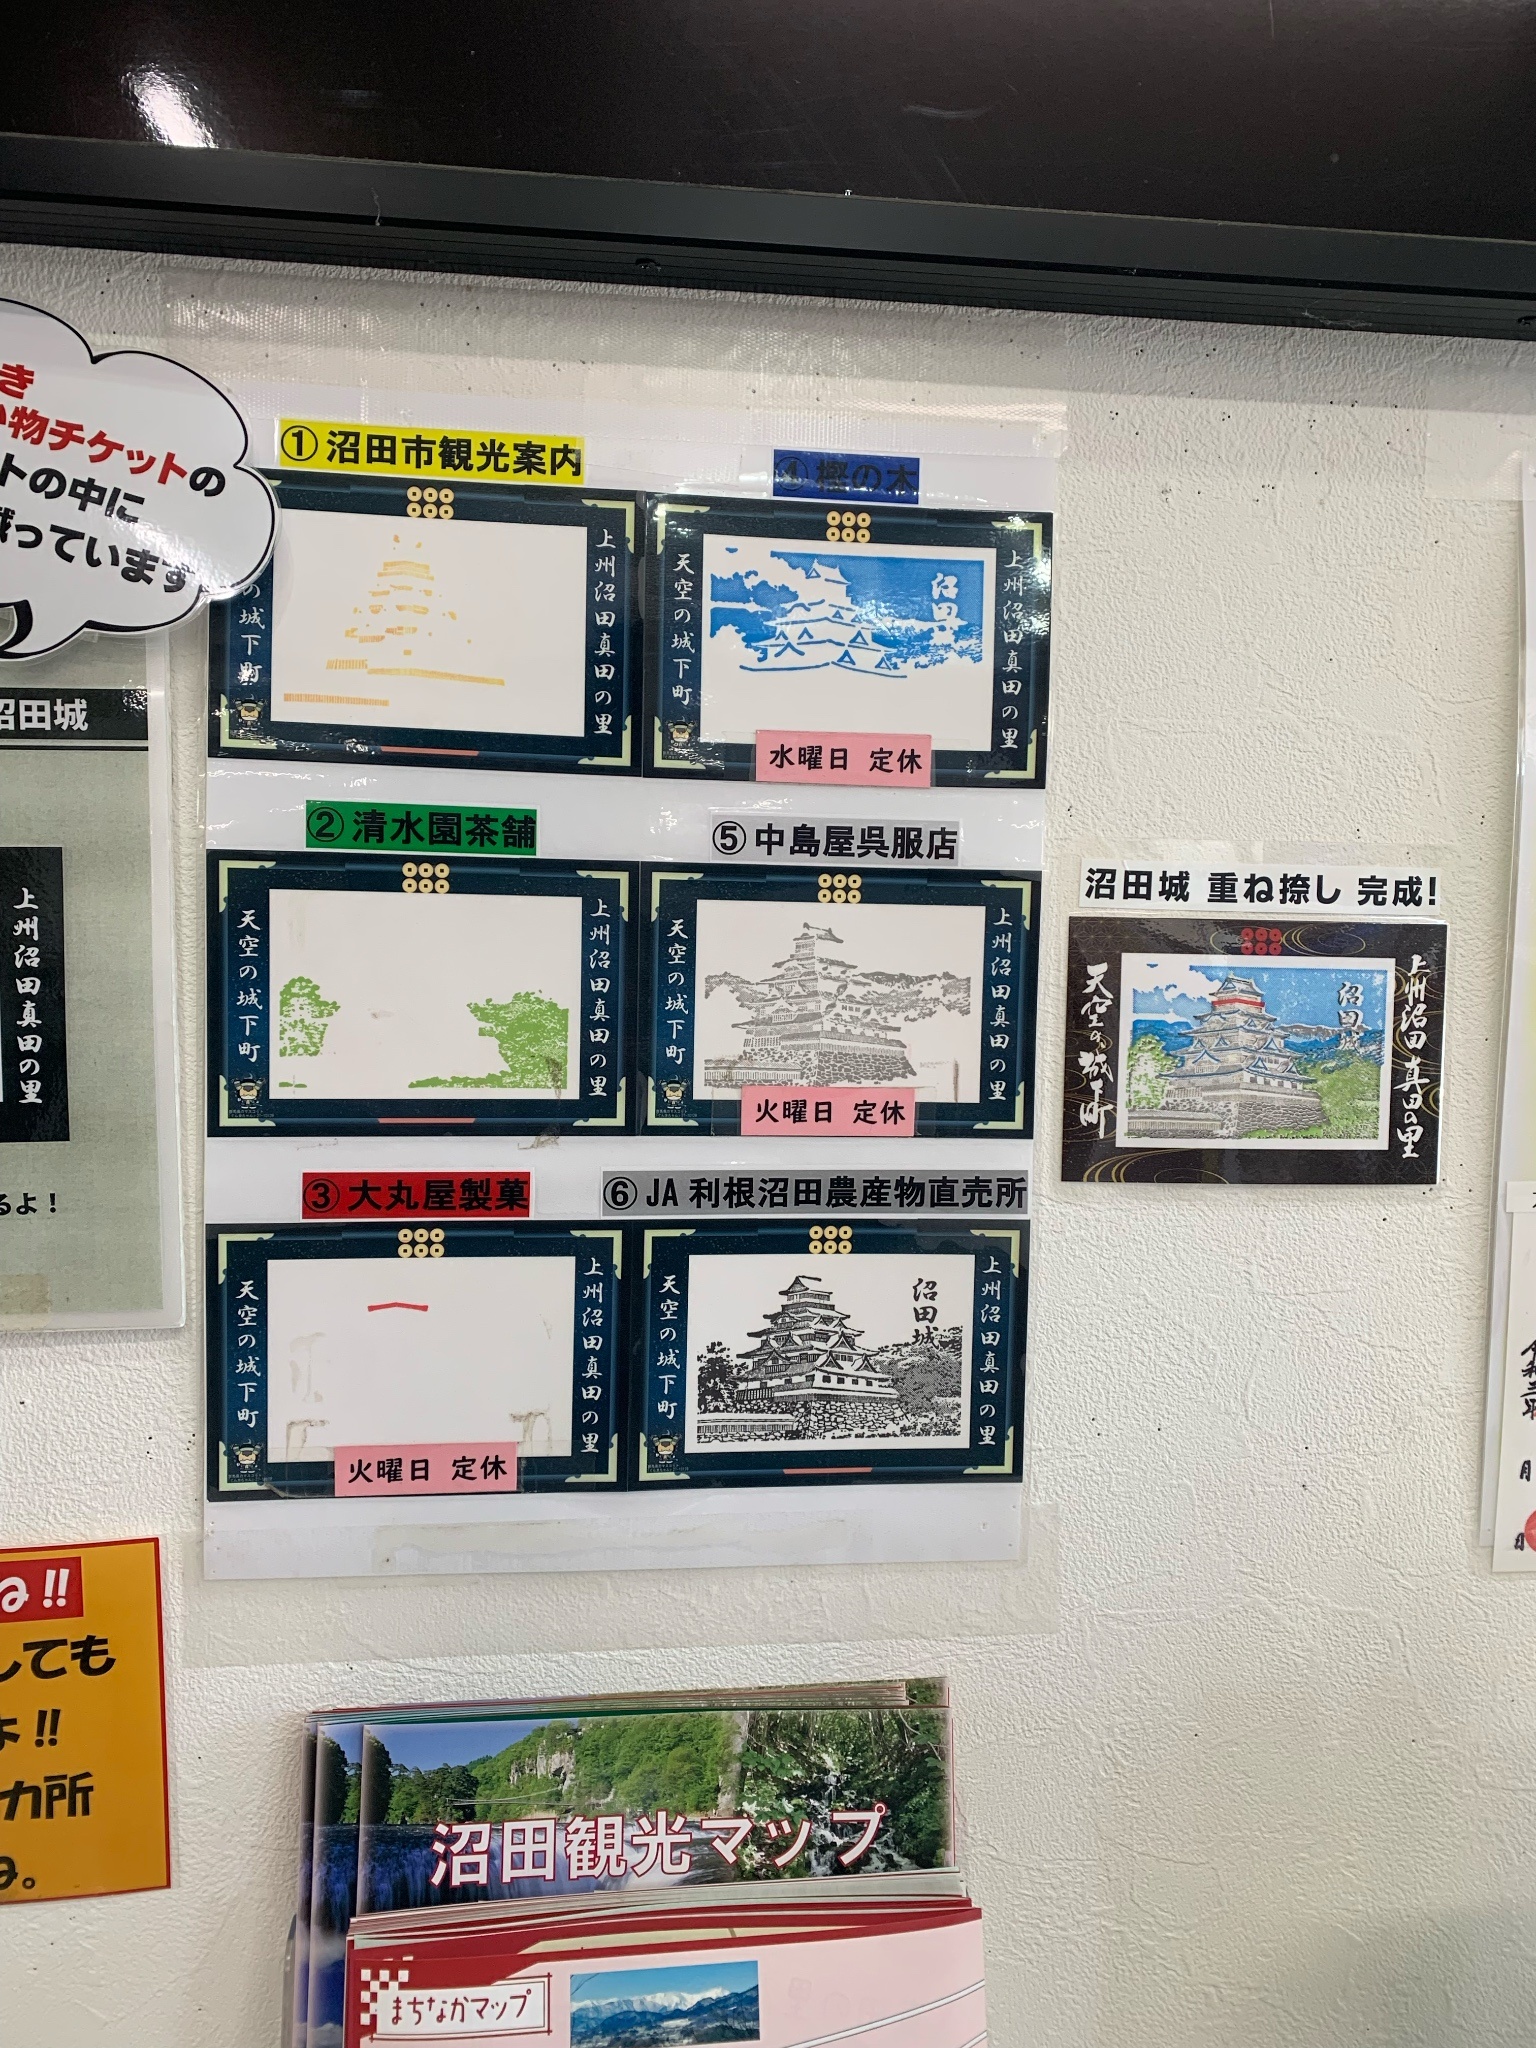 き
物チケットの
トの中に
載っています
沼田城
上州沼田真田の里
るよ！
① 沼田市観光案内
上州沼田真田の里
の城下町
④ 樫の木
天空の城下町
沼田城
上州沼田真田の里
水曜日 定休
② 清水園茶舗
天空の城下町
上州沼田真田の里
⑤ 中島屋呉服店
天空の城下町
上州沼田真田の里
火曜日 定休
③ 大丸屋製菓
天空の城下町
上州沼田真田の里
火曜日 定休
⑥ JA 利根沼田農産物直売所
天空の城下町
沼田城
上州沼田真田の里
沼田城 重ね捺し 完成!
天空の城下町
沼田城
上州沼田真田の里
月
ね!!
しても
よ!!
カ所
ね。
沼田観光マップ
まちなかマップ